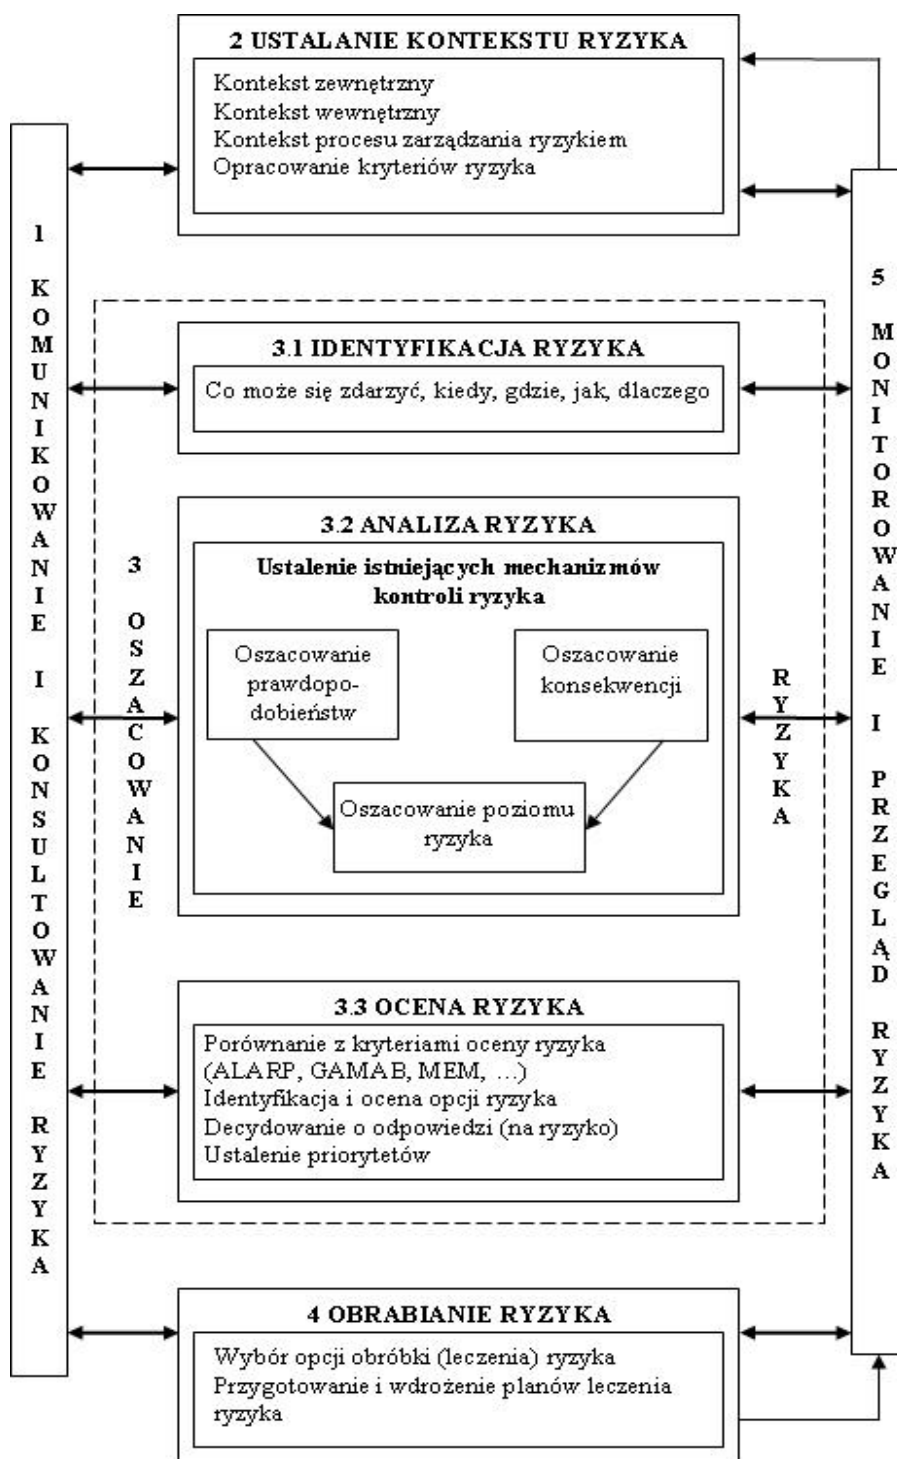 2 USTALANIE KONTEKSTU RYZYKA
Kontekst zewnętrzny
Kontekst wewnętrzny
Kontekst procesu zarządzania ryzykiem
Opracowanie kryteriów ryzyka
1 KOMUNIKOWANIE I KONSULTOWANIE RYZYKA
3.1 IDENTYFIKACJA RYZYKA
Co może się zdarzyć, kiedy, gdzie, jak, dlaczego
3 OSZACOWANIE
3.2 ANALIZA RYZYKA
Ustalenie istniejących mechanizmów
kontroli ryzyka
Oszacowanie
prawdopo-
dobieństw
Oszacowanie
konsekwencji
Oszacowanie poziomu
ryzyka
RYZYKA
3.3 OCENA RYZYKA
Porównanie z kryteriami oceny ryzyka
(ALARP, GAMAB, MEM, ...)
Identyfikacja i ocena opcji ryzyka
Decydowanie o odpowiedzi (na ryzyko)
Ustalenie priorytetów
5 MONITOROWANIE I PRZEGLĄD RYZYKA
4 OBRABIANIE RYZYKA
Wybór opcji obróbki (leczenia) ryzyka
Przygotowanie i wdrożenie planów leczenia
ryzyka